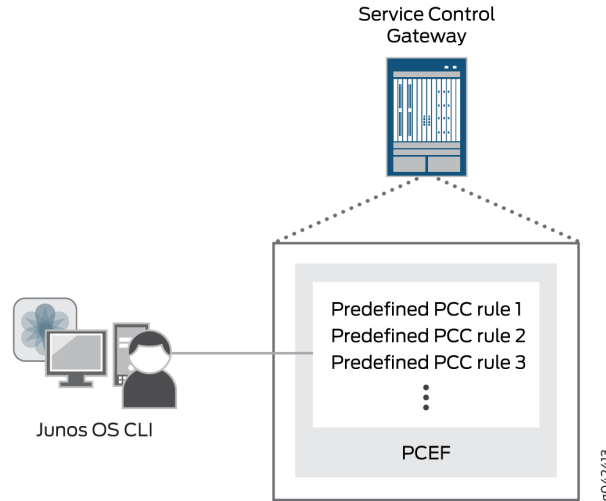 Service Control
Gateway
Predefined PCC rule 1
Predefined PCC rule 2
Predefined PCC rule 3
PCEF
Junos OS CLI
g042413